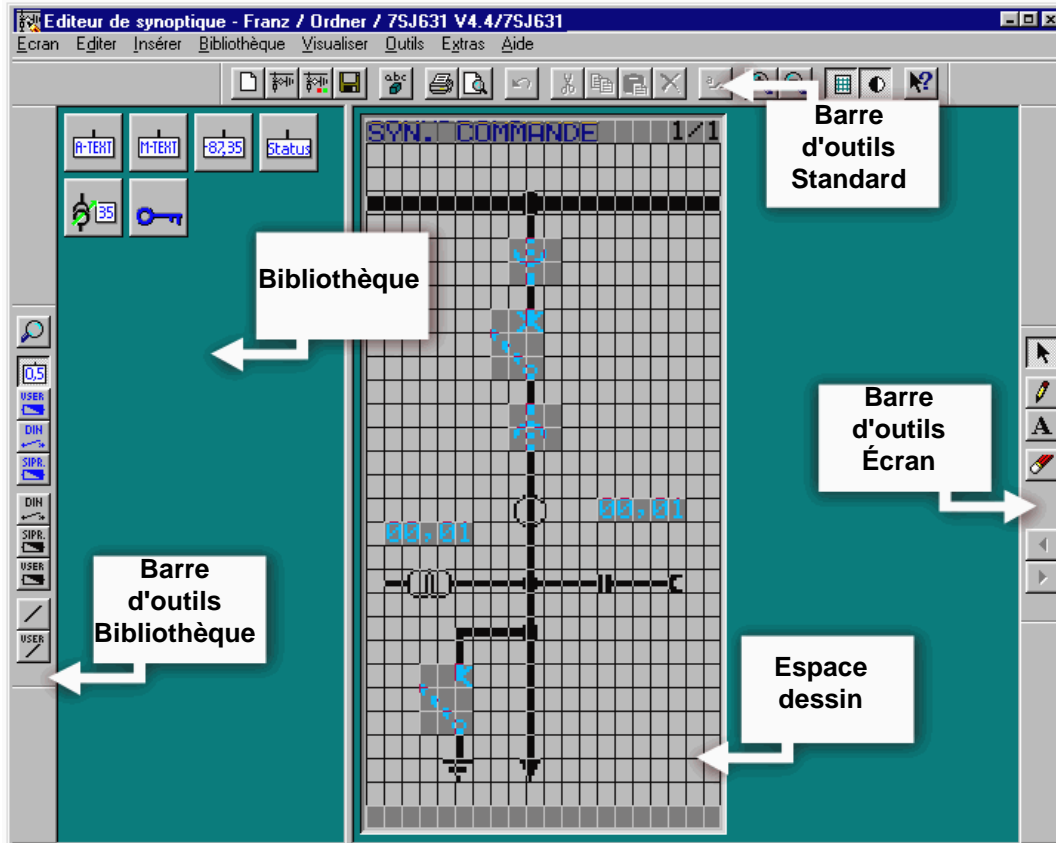 Editeur de synoptique - Franz / Ordner / 7SJ631 V4.4/7SJ631
Ecran Editer Insérer Bibliothèque Visualiser Outils Extras Aide
abc
Barre
d'outils
Standard
A-TEXT M-TEXT -87,35 Status
35
SYN. COMMANDE 1/1
Bibliothèque
0,5
USER
DIN
SIPR.
DIN
SIPR.
USER
USER
Barre
d'outils
Écran
A
00,01
00,01
Barre
d'outils
Bibliothèque
Espace
dessin